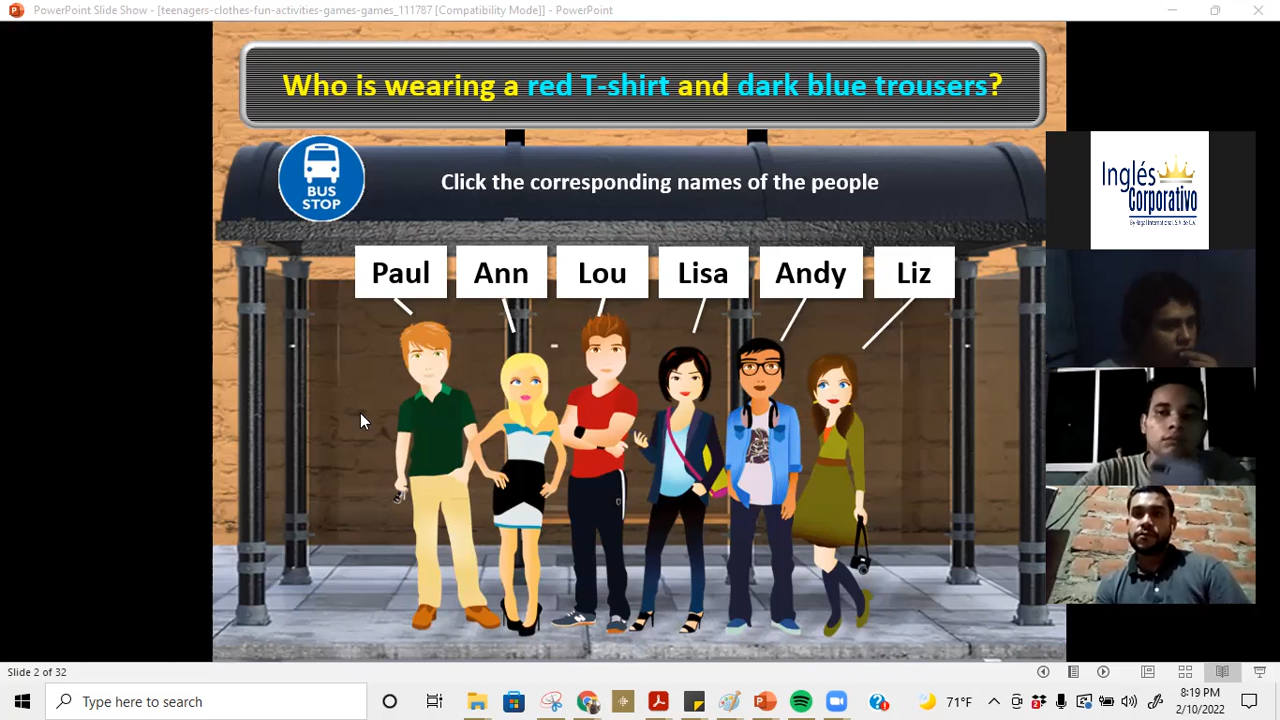 PowerPoint Slide Show - [teenagers-clothes-fun-activities-games-games_111787 [Compatibility Mode]] - PowerPoint
Who is wearing a red T-shirt and dark blue trousers?
BUS
STOP
Click the corresponding names of the people
Paul Ann Lou Lisa Andy Liz
Inglés
Corporativo
Slide 2 of 32
Type here to search
71°F
8:19 PM
2/10/2022